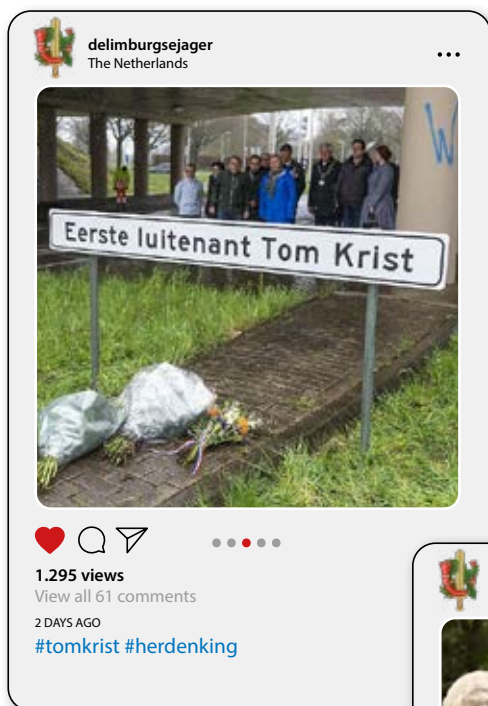 delimburgsejager
The Netherlands
Eerste luitenant Tom Krist
1.295 views
View all 61 comments
2 DAYS AGO
#tomkrist #herdenking